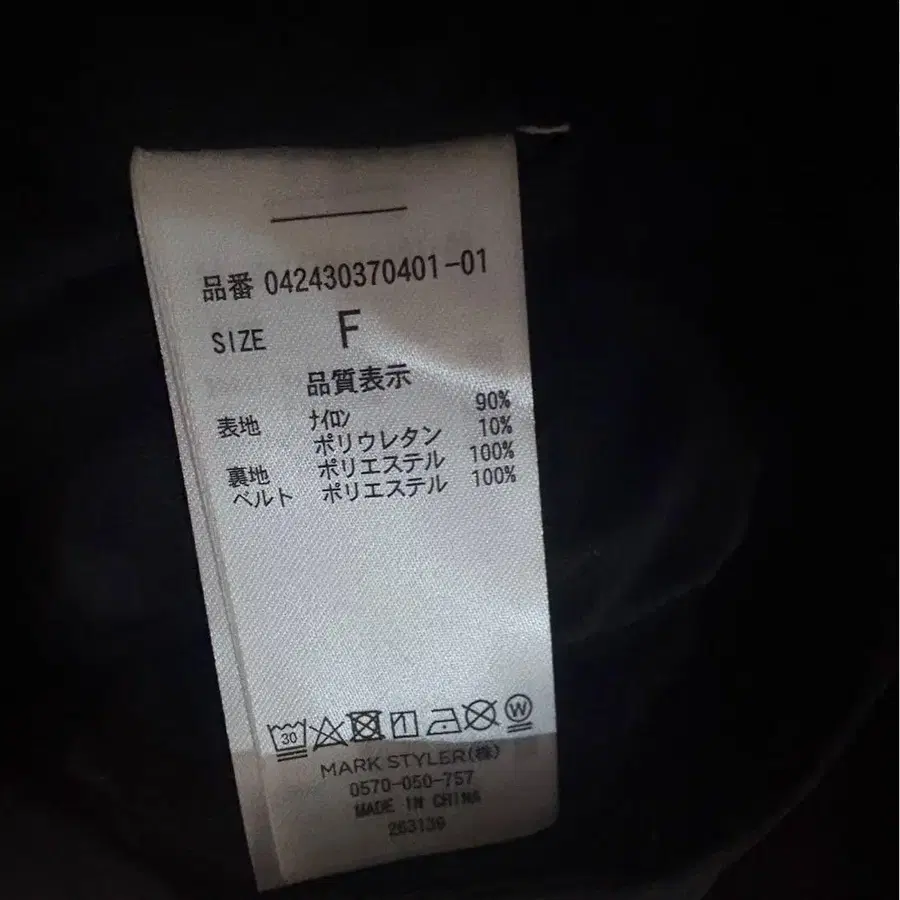 品番 042430370401-01
SIZE F
品質表示
表地 ナイロン 90%
ポリウレタン 10%
裏地 ポリエステル 100%
ベルト ポリエステル 100%
30 W
MARK STYLER(株)
0570-050-757
MADE IN CHINA
263139